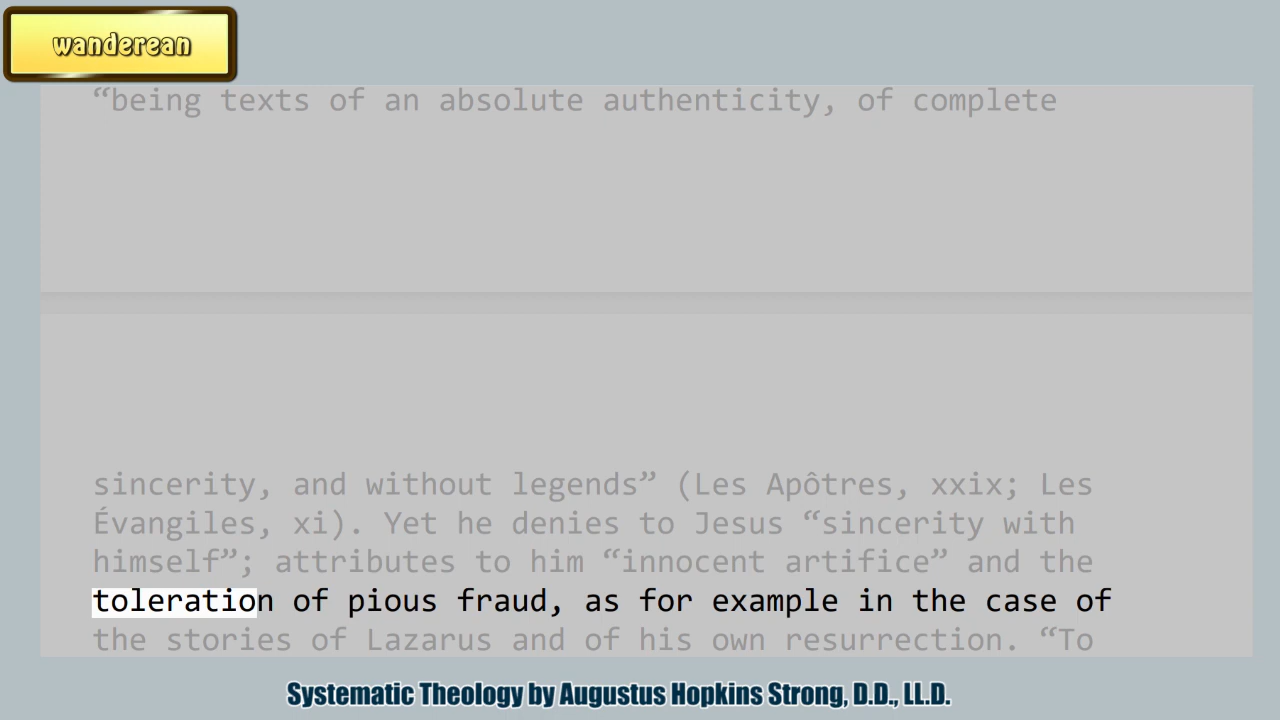 wanderean
“being texts of an absolute authenticity, of complete
sincerity, and without legends” (Les Apôtres, xxix; Les
Évangiles, xi). Yet he denies to Jesus “sincerity with
himself”; attributes to him “innocent artifice” and the
toleration of pious fraud, as for example in the case of
the stories of Lazarus and of his own resurrection. “To
Systematic Theology by Augustus Hopkins Strong, D.D., LL.D.